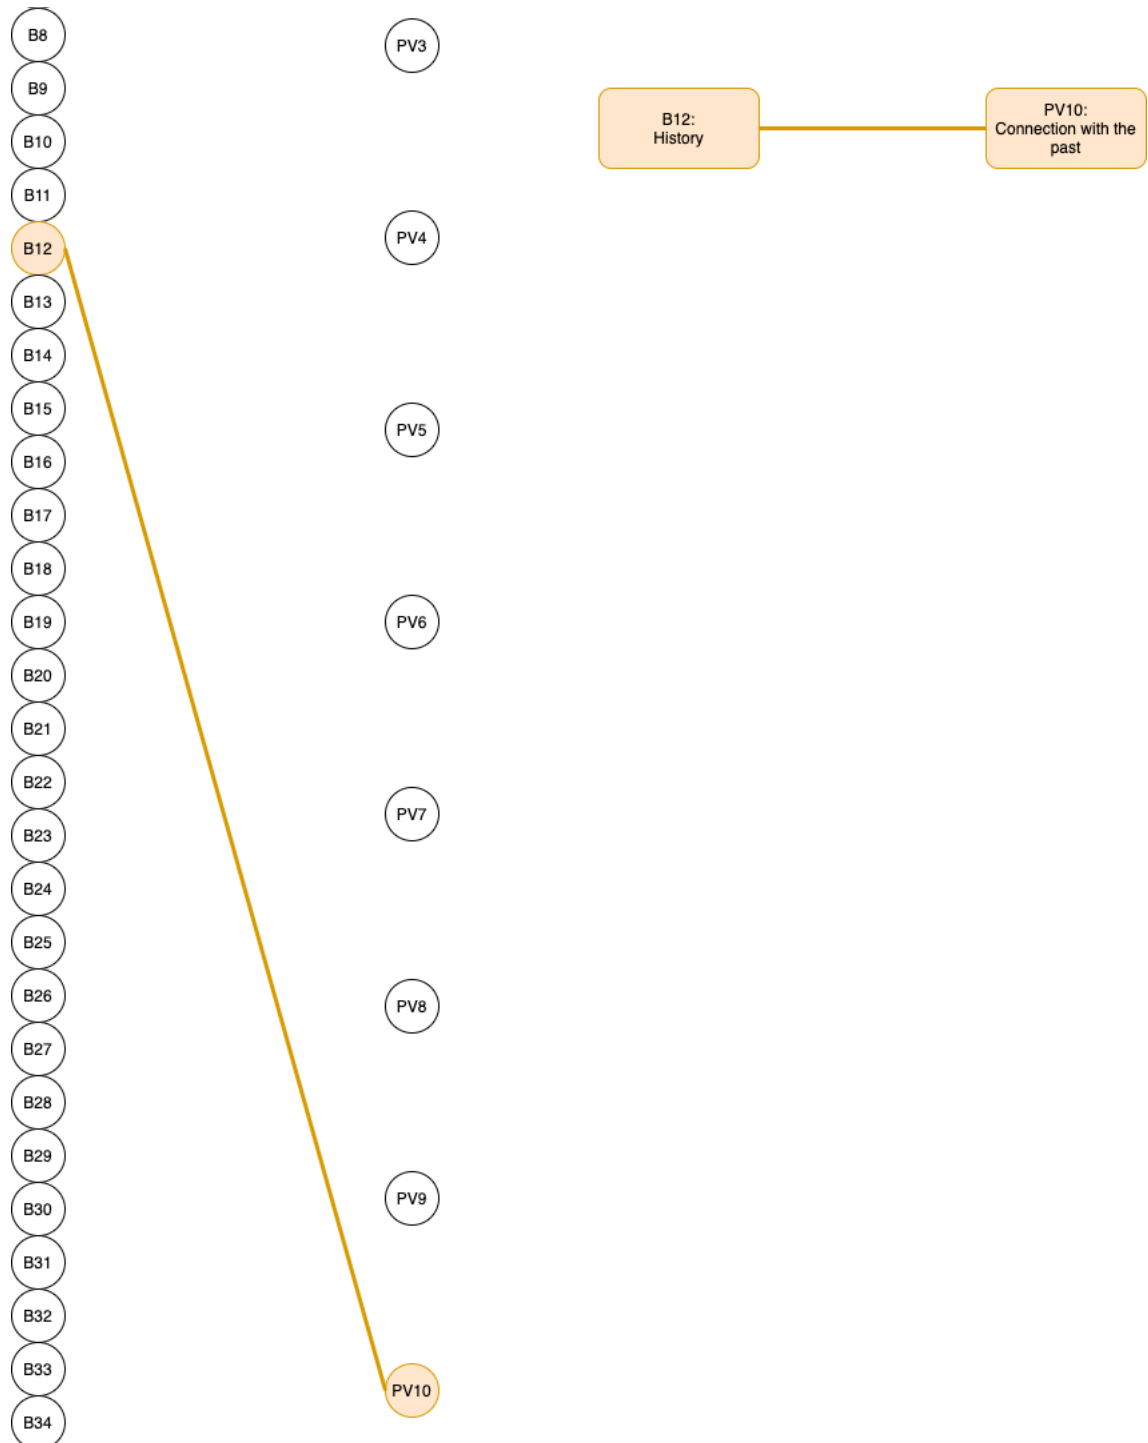 B8
B9
B10
B11
B12
B13
B14
B15
B16
B17
B18
B19
B20
B21
B22
B23
B24
B25
B26
B27
B28
B29
B30
B31
B32
B33
B34
PV3
PV4
PV5
PV6
PV7
PV8
PV9
PV10
B12:
History
PV10:
Connection with the
past